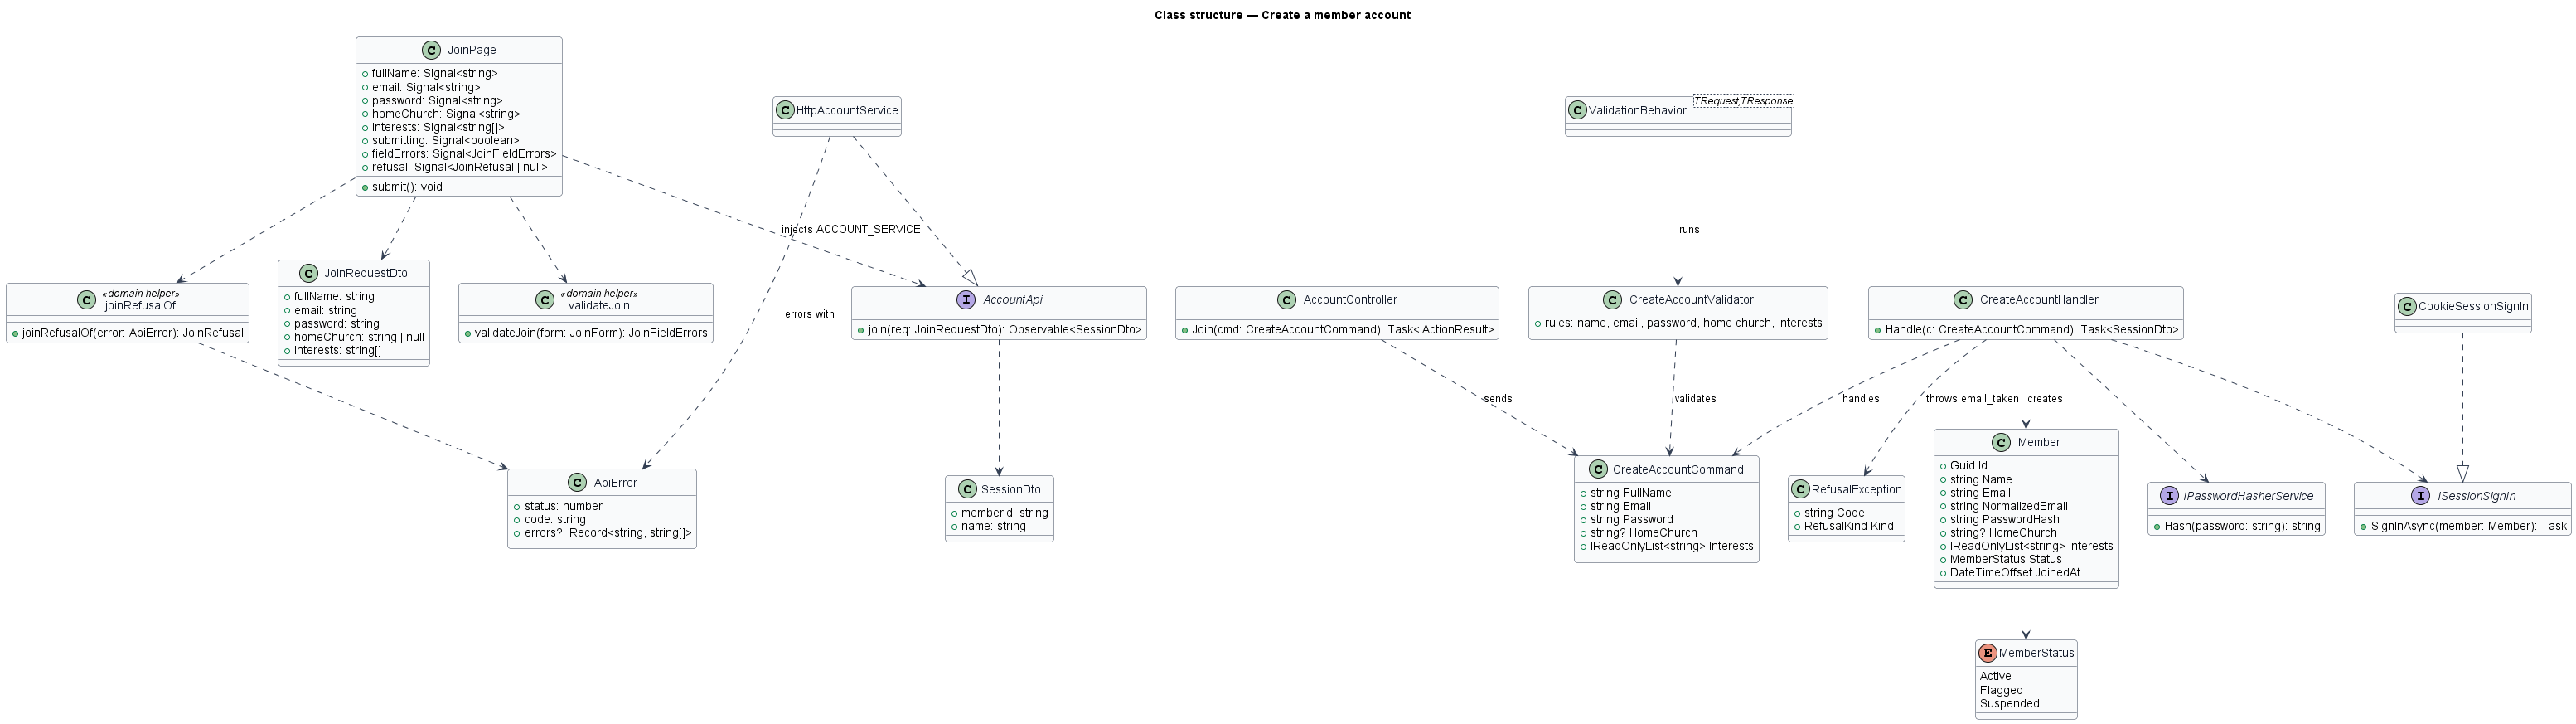 Class structure — Create a member account
C JoinPage
fullName: Signal<string>
email: Signal<string>
password: Signal<string>
homeChurch: Signal<string>
interests: Signal<string[]>
submitting: Signal<boolean>
fieldErrors: Signal<JoinFieldErrors>
refusal: Signal<JoinRefusal | null>
submit(): void
C HttpAccountService
C ValidationBehavior
TRequest,TResponse
injects ACCOUNT_SERVICE
runs
C «domain helper»
joinRefusalOf
joinRefusalOf(error: ApiError): JoinRefusal
C JoinRequestDto
fullName: string
email: string
password: string
homeChurch: string | null
interests: string[]
C «domain helper»
validateJoin
validateJoin(form: JoinForm): JoinFieldErrors
errors with
I AccountApi
join(req: JoinRequestDto): Observable<SessionDto>
C AccountController
Join(cmd: CreateAccountCommand): Task<IActionResult>
C CreateAccountValidator
rules: name, email, password, home church, interests
C CreateAccountHandler
Handle(c: CreateAccountCommand): Task<SessionDto>
C CookieSessionSignIn
sends
validates
handles
throws email_taken
creates
C ApiError
status: number
code: string
errors?: Record<string, string[]>
C SessionDto
memberId: string
name: string
C CreateAccountCommand
string FullName
string Email
string Password
string? HomeChurch
IReadOnlyList<string> Interests
C RefusalException
string Code
RefusalKind Kind
C Member
Guid Id
string Name
string Email
string NormalizedEmail
string PasswordHash
string? HomeChurch
IReadOnlyList<string> Interests
MemberStatus Status
DateTimeOffset JoinedAt
I IPasswordHasherService
Hash(password: string): string
I ISessionSignIn
SignInAsync(member: Member): Task
E MemberStatus
Active
Flagged
Suspended